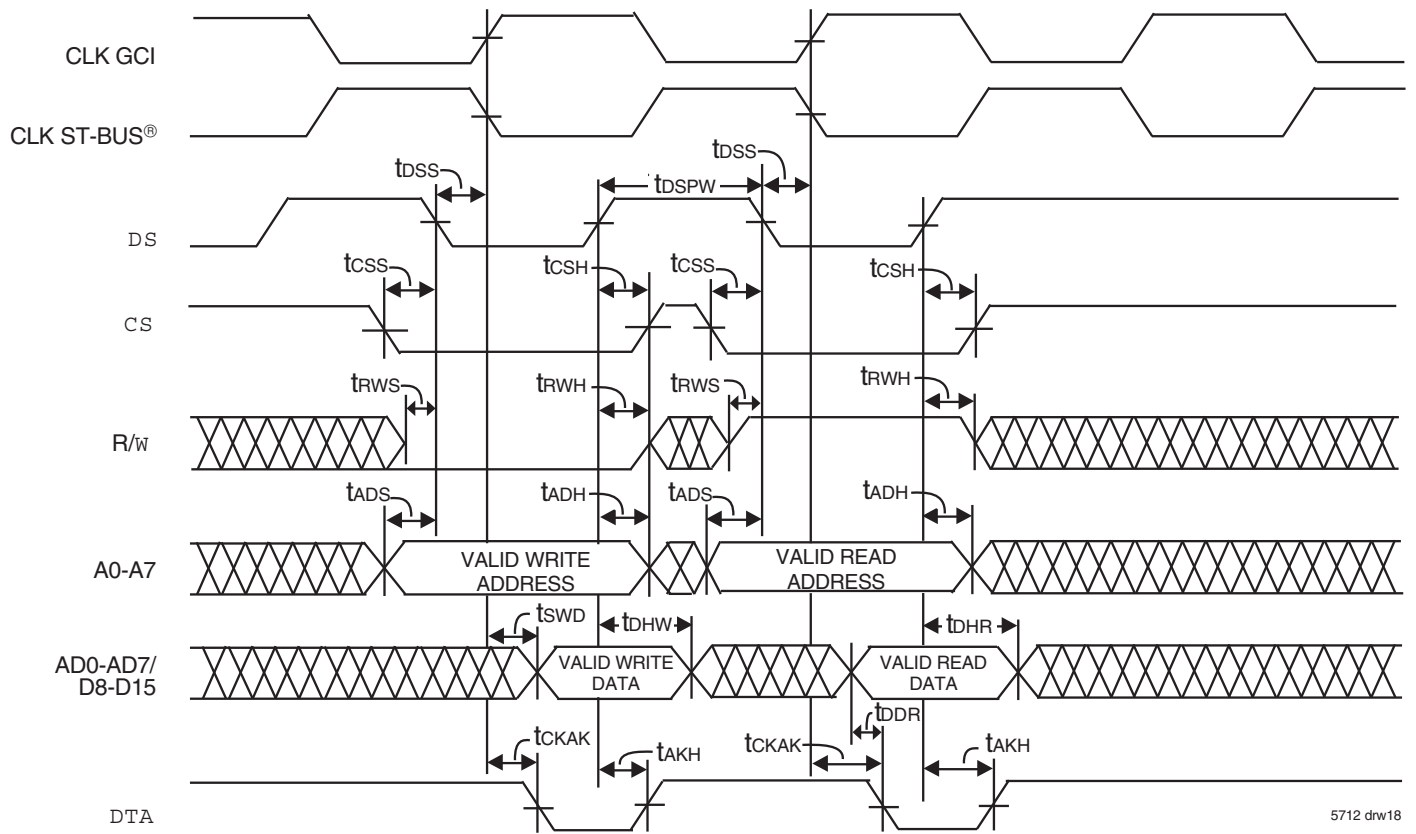 CLK GCI
CLK ST-BUS®
tDSS
tDSS
tDSPW
DS
tCSS
tCSH
tCSS
tCSH
CS
tRWS
tRWH
tRWS
tRWH
R/W
tADS
tADH
tADS
tADH
A0-A7
VALID WRITE
ADDRESS
VALID READ
ADDRESS
tSWD
tDHW
tDHR
AD0-AD7/
D8-D15
VALID WRITE
DATA
VALID READ
DATA
tDDR
tCKAK
tAKH
tCKAK
tAKH
DTA
5712 drw18